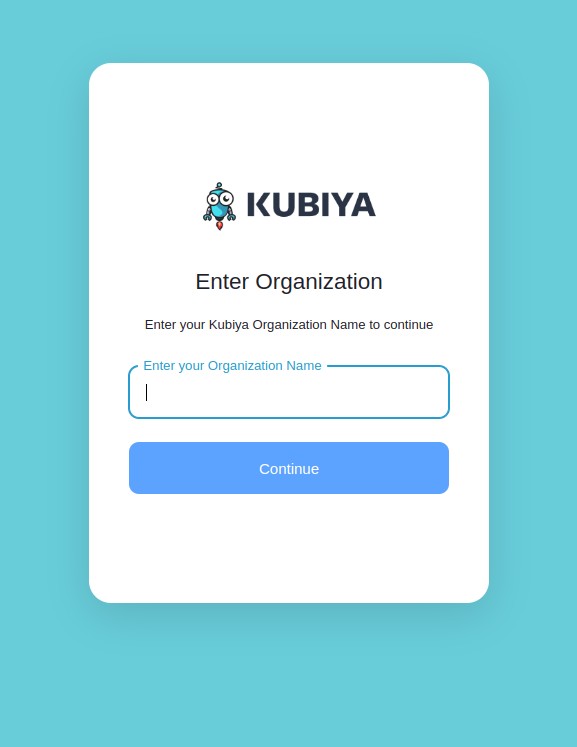 KUBIYA
Enter Organization
Enter your Kubiya Organization Name to continue
Enter your Organization Name
Continue